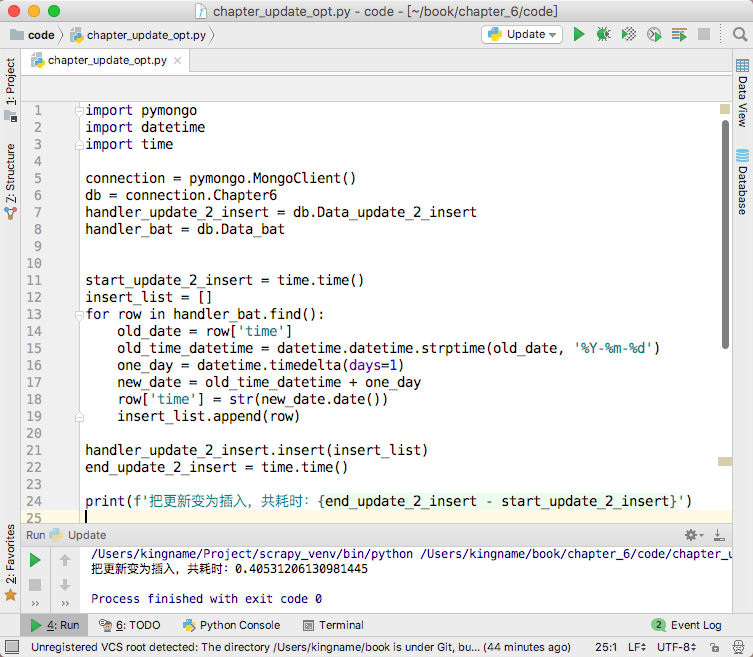 chapter_update_opt.py - code - [~/book/chapter_6/code]
code
chapter_update_opt.py
Update
chapter_update_opt.py
1: Project
Z: Structure
2: Favorites
Data View
Database
1 import pymongo
2 import datetime
3 import time
4
5 connection = pymongo.MongoClient()
6 db = connection.Chapter6
7 handler_update_2_insert = db.Data_update_2_insert
8 handler_bat = db.Data_bat
9
10
11 start_update_2_insert = time.time()
12 insert_list = []
13 for row in handler_bat.find():
14     old_date = row['time']
15     old_time_datetime = datetime.datetime.strptime(old_date, '%Y-%m-%d')
16     one_day = datetime.timedelta(days=1)
17     new_date = old_time_datetime + one_day
18     row['time'] = str(new_date.date())
19     insert_list.append(row)
20
21 handler_update_2_insert.insert(insert_list)
22 end_update_2_insert = time.time()
23
24 print(f'把更新变为插入，共耗时：{end_update_2_insert - start_update_2_insert}')
25
Run Update
/Users/kingname/Project/scrapy_venv/bin/python /Users/kingname/book/chapter_6/code/chapter_u
把更新变为插入，共耗时：0.40531206130981445
Process finished with exit code 0
4: Run
6: TODO
Python Console
Terminal
2 Event Log
Unregistered VCS root detected: The directory /Users/kingname/book is under Git, bu... (44 minutes ago)
25:1
LF
UTF-8